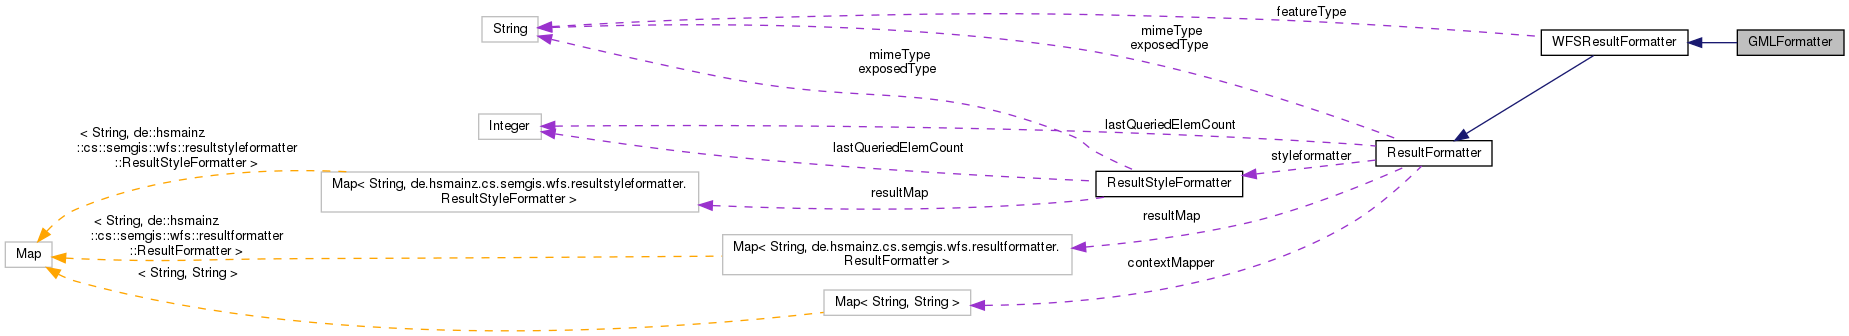 featureType
String
mimeType
exposedType
WFSResultFormatter
GMLFormatter
mimeType
exposedType
Integer
lastQueriedElemCount
< String, de::hsmainz
::cs::semgis::wfs::resultstyleformatter
::ResultStyleFormatter >
lastQueriedElemCount
styleformatter
ResultFormatter
Map< String, de.hsmainz.cs.semgis.wfs.resultstyleformatter.
ResultStyleFormatter >
resultMap
ResultStyleFormatter
< String, de::hsmainz
::cs::semgis::wfs::resultformatter
::ResultFormatter >
resultMap
Map
Map< String, de.hsmainz.cs.semgis.wfs.resultformatter.
ResultFormatter >
< String, String >
contextMapper
Map< String, String >